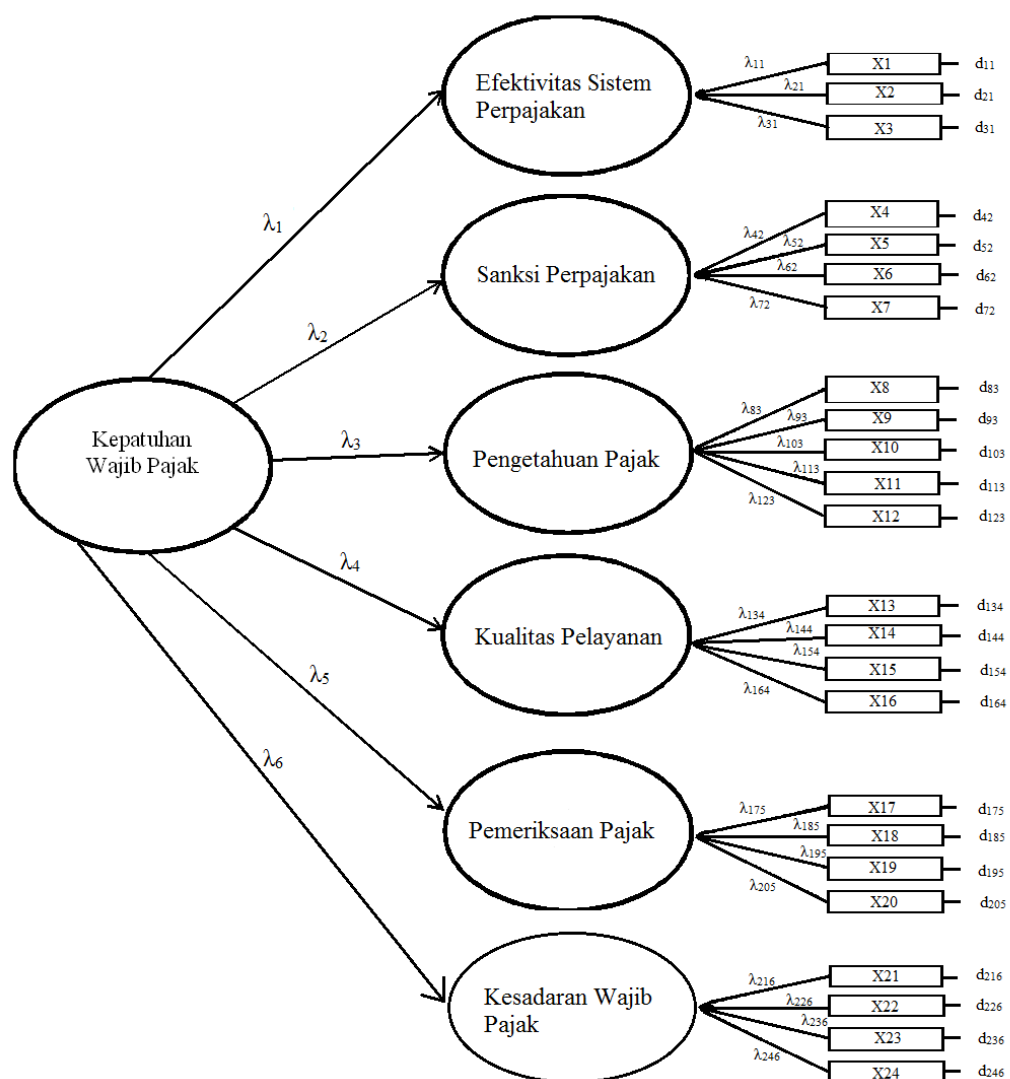 Kepatuhan
Wajib Pajak
λ1
λ2
λ3
λ4
λ5
λ6
Efektivitas Sistem
Perpajakan
λ11
λ21
λ31
X1
X2
X3
d11
d21
d31
Sanksi Perpajakan
λ42
λ52
λ62
λ72
X4
X5
X6
X7
d42
d52
d62
d72
Pengetahuan Pajak
λ83
λ93
λ103
λ113
λ123
X8
X9
X10
X11
X12
d83
d93
d103
d113
d123
Kualitas Pelayanan
λ134
λ144
λ154
λ164
X13
X14
X15
X16
d134
d144
d154
d164
Pemeriksaan Pajak
λ175
λ185
λ195
λ205
X17
X18
X19
X20
d175
d185
d195
d205
Kesadaran Wajib
Pajak
λ216
λ226
λ236
λ246
X21
X22
X23
X24
d216
d226
d236
d246